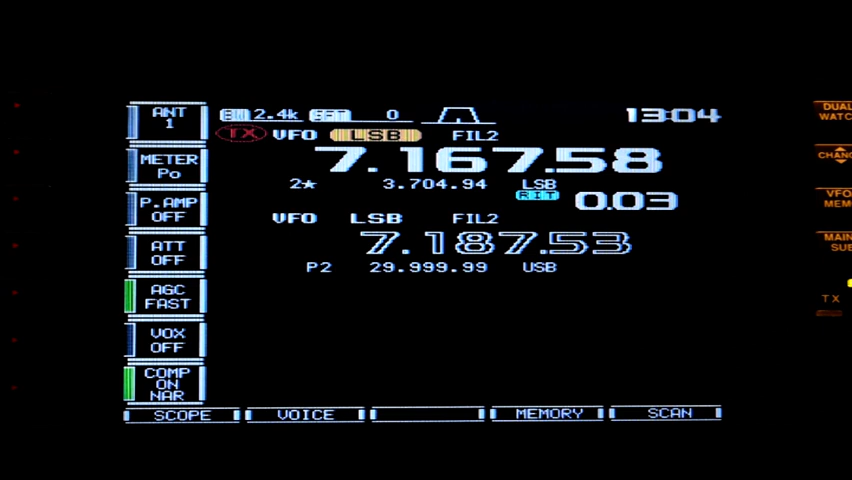 ANT
1
BW 2.4k SFT 0
13:04
TX VFO LSB FIL2
7.167.58
2★ 3.704.94 LSB
RIT 0.03
VFO LSB FIL2
7.187.53
P2 29.999.99 USB
METER
Po
P.AMP
OFF
ATT
OFF
AGC
FAST
VOX
OFF
COMP
ON
NAR
SCOPE VOICE MEMORY SCAN
DUAL
WATC
CHANG
VFO
MEM
MAIN
SUB
TX